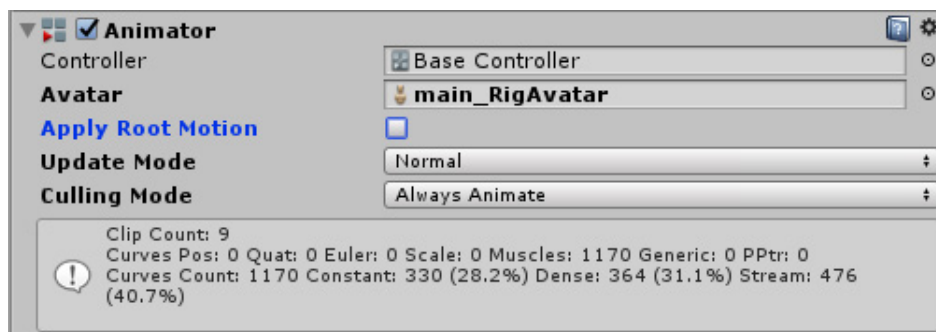 Animator
Controller Base Controller
Avatar main_RigAvatar
Apply Root Motion
Update Mode Normal
Culling Mode Always Animate
Clip Count: 9
Curves Pos: 0 Quat: 0 Euler: 0 Scale: 0 Muscles: 1170 Generic: 0 PPtr: 0
Curves Count: 1170 Constant: 330 (28.2%) Dense: 364 (31.1%) Stream: 476
(40.7%)